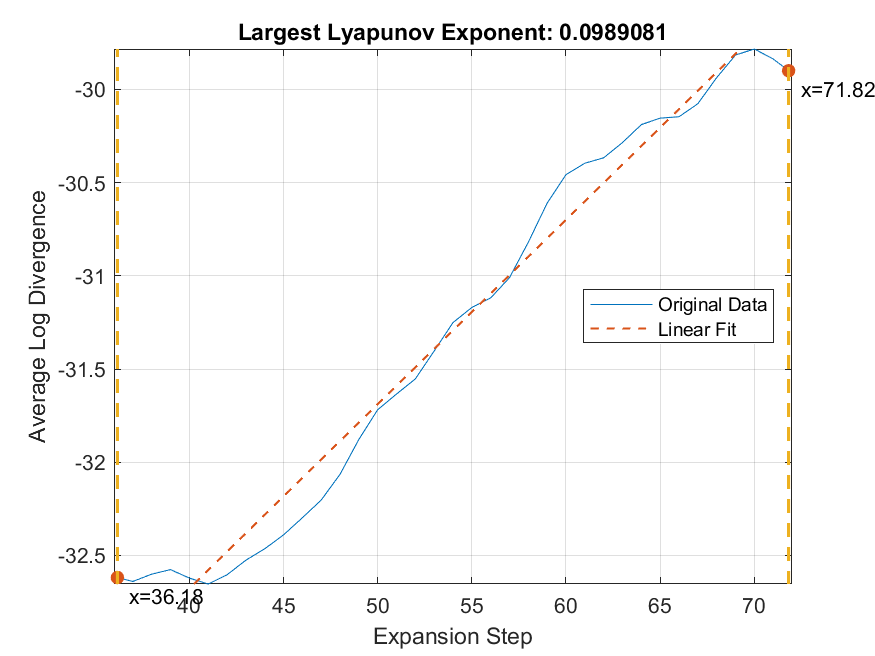 Largest Lyapunov Exponent: 0.0989081
Average Log Divergence
-30
-30.5
-31
-31.5
-32
-32.5
x=71.82
Original Data
Linear Fit
x=36.18
40
45
50
55
60
65
70
Expansion Step